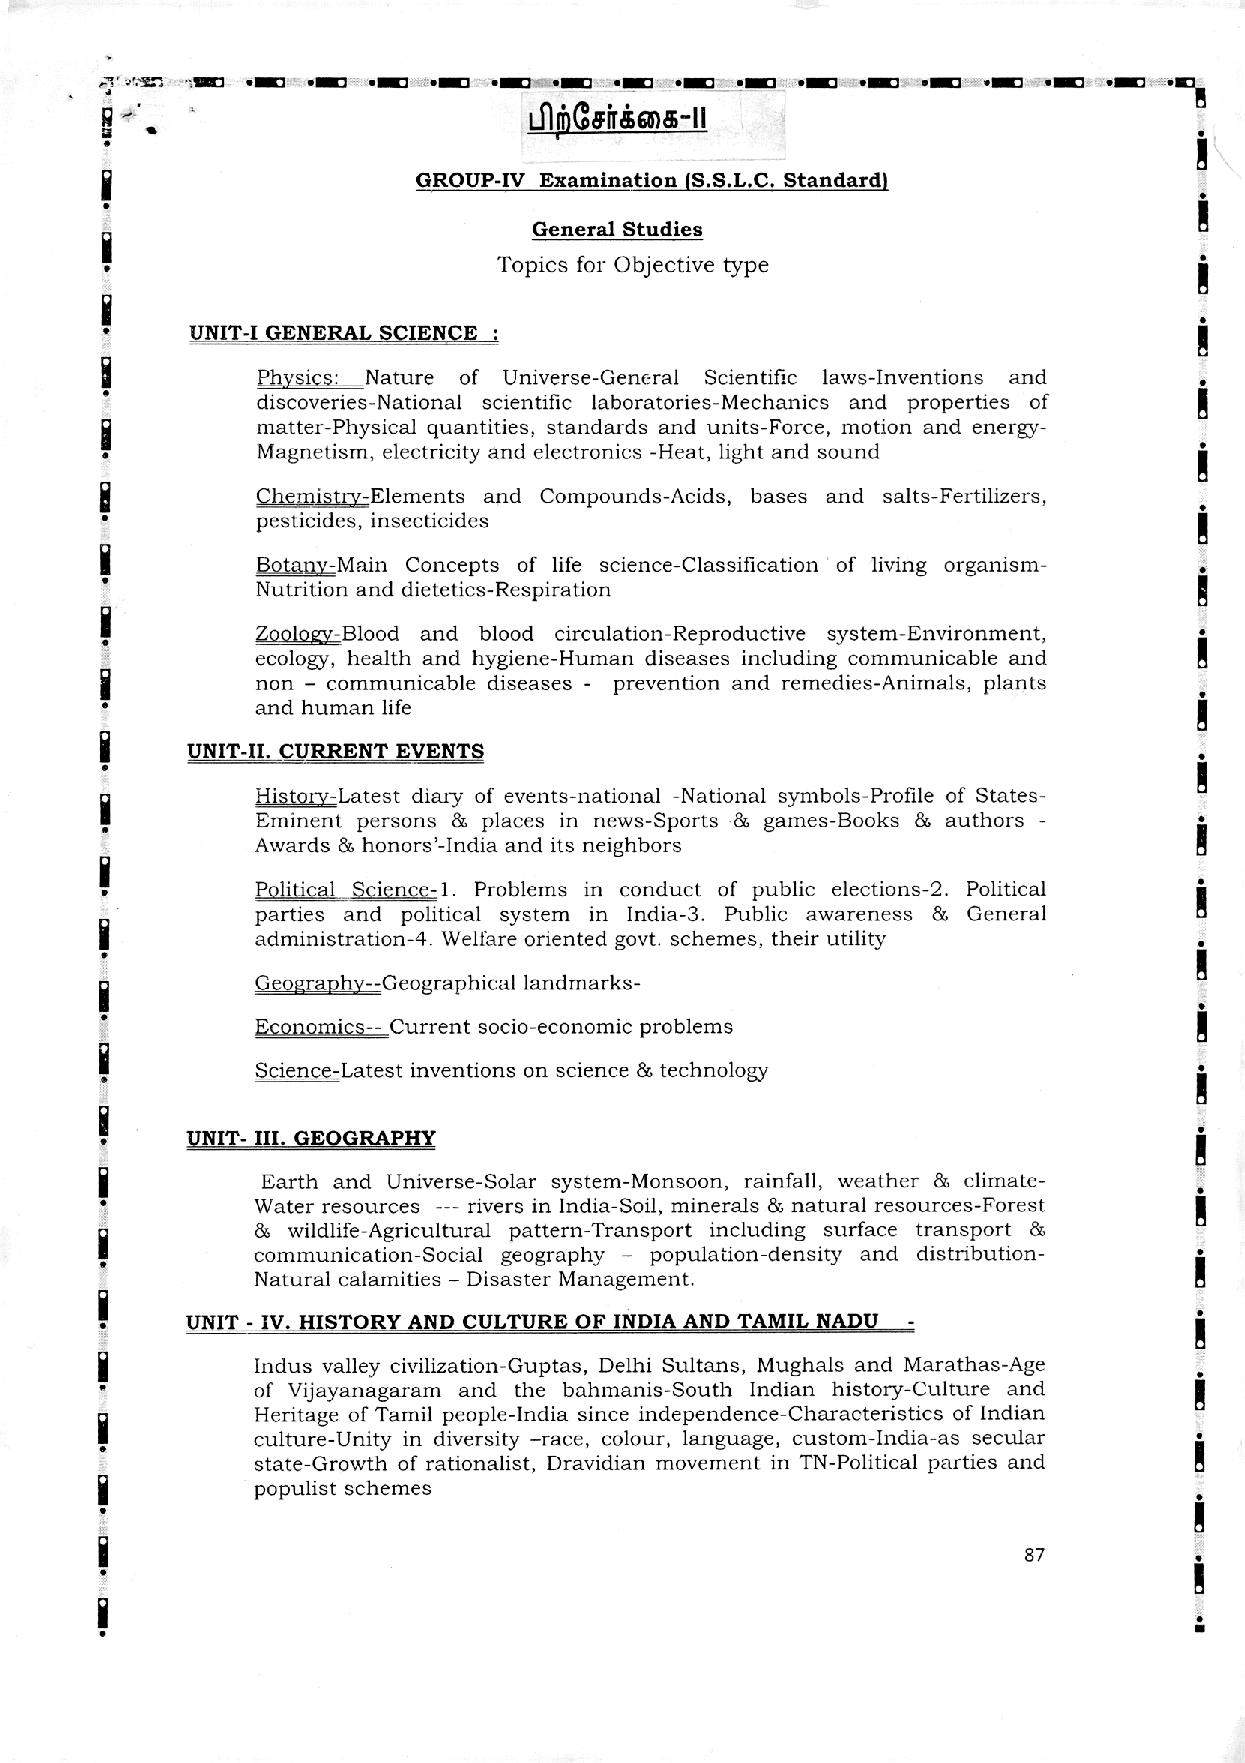 பிற்சேர்க்கை-II
GROUP-IV Examination (S.S.L.C. Standard)
General Studies
Topics for Objective type
UNIT-I GENERAL SCIENCE :
Physics: Nature of Universe-General Scientific laws-Inventions and
discoveries-National scientific laboratories-Mechanics and properties of
matter-Physical quantities, standards and units-Force, motion and energy-
Magnetism, electricity and electronics -Heat, light and sound
Chemistry-Elements and Compounds-Acids, bases and salts-Fertilizers,
pesticides, insecticides
Botany-Main Concepts of life science-Classification of living organism-
Nutrition and dietetics-Respiration
Zoology-Blood and blood circulation-Reproductive system-Environment,
ecology, health and hygiene-Human diseases including communicable and
non – communicable diseases - prevention and remedies-Animals, plants
and human life
UNIT-II. CURRENT EVENTS
History-Latest diary of events-national -National symbols-Profile of States-
Eminent persons & places in news-Sports & games-Books & authors -
Awards & honors'-India and its neighbors
Political Science-1. Problems in conduct of public elections-2. Political
parties and political system in India-3. Public awareness & General
administration-4. Welfare oriented govt. schemes, their utility
Geography--Geographical landmarks-
Economics-- Current socio-economic problems
Science-Latest inventions on science & technology
UNIT- III. GEOGRAPHY
Earth and Universe-Solar system-Monsoon, rainfall, weather & climate-
Water resources --- rivers in India-Soil, minerals & natural resources-Forest
& wildlife-Agricultural pattern-Transport including surface transport &
communication-Social geography – population-density and distribution-
Natural calamities – Disaster Management.
UNIT - IV. HISTORY AND CULTURE OF INDIA AND TAMIL NADU -
Indus valley civilization-Guptas, Delhi Sultans, Mughals and Marathas-Age
of Vijayanagaram and the bahmanis-South Indian history-Culture and
Heritage of Tamil people-India since independence-Characteristics of Indian
culture-Unity in diversity –race, colour, language, custom-India-as secular
state-Growth of rationalist, Dravidian movement in TN-Political parties and
populist schemes
87